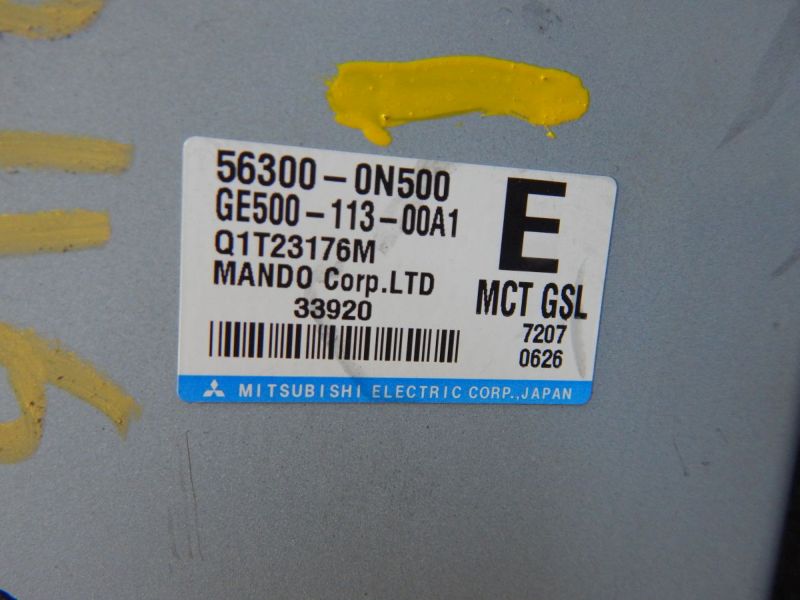 56300-0N500
GE500-113-00A1
Q1T23176M
MANDO Corp.LTD
33920
E
MCT GSL
7207
0626
MITSUBISHI ELECTRIC CORP.,JAPAN